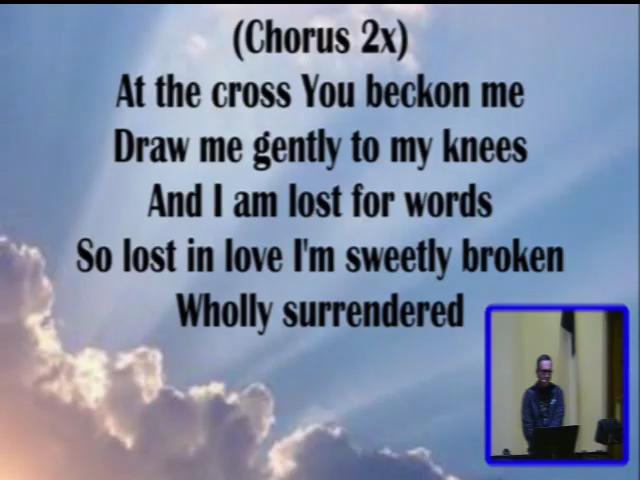 (Chorus 2x)
At the cross You beckon me
Draw me gently to my knees
And I am lost for words
So lost in love I'm sweetly broken
Wholly surrendered